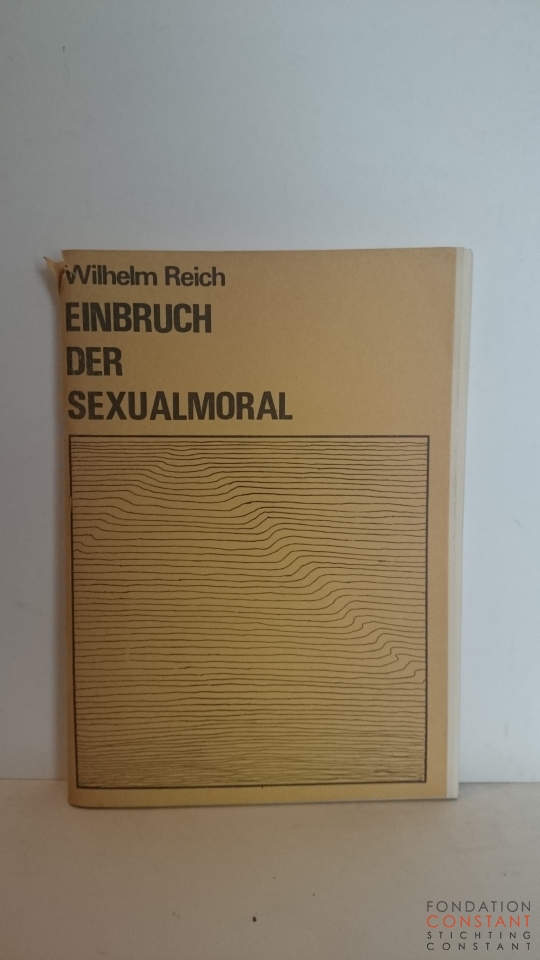 Wilhelm Reich
EINBRUCH
DER
SEXUALMORAL
FONDATION
CONSTANT
STICHTING
CONSTANT